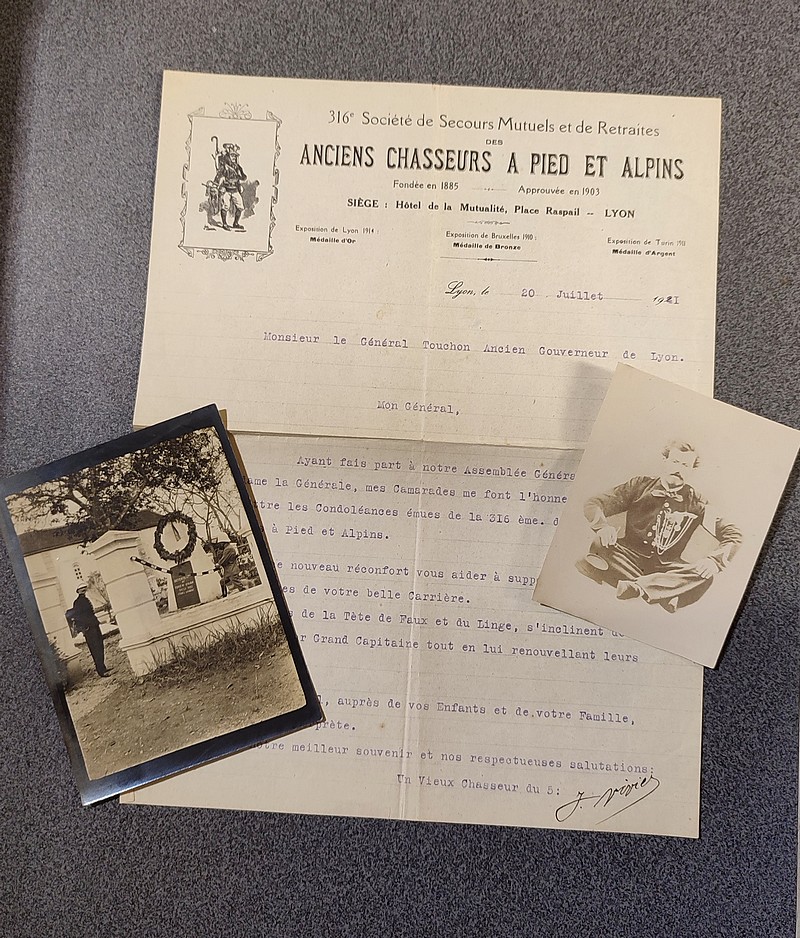 316e Société de Secours Mutuels et de Retraites
DES
ANCIENS CHASSEURS A PIED ET ALPINS
Fondée en 1885 Approuvée en 1903
SIÈGE : Hôtel de la Mutualité, Place Raspail -- LYON
Exposition de Lyon 1914 : Exposition de Bruxelles 1910 : Exposition de Turin 1911
Médaille d'Or Médaille de Bronze Médaille d'Argent
Lyon, le 20 Juillet 1921
Monsieur le Général Touchon Ancien Gouverneur de Lyon.
Mon Général,
Ayant fais part à notre Assemblée Généra
ame la Générale, mes Camarades me font l'honne
ttre les Condoléances émues de la 316 ème. d
à Pied et Alpins.
e nouveau réconfort vous aider à supp
es de votre belle Carrière.
s de la Tête de Faux et du Linge, s'inclinent
r Grand Capitaine tout en lui renouvellant leurs
l, auprès de vos Enfants et de votre Famille,
prète.
otre meilleur souvenir et nos respectueuses salutations:
Un Vieux Chasseur du 5: